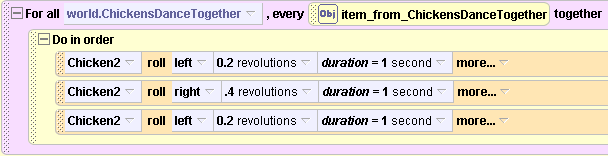 For all world.ChickensDanceTogether , every Obj item_from_ChickensDanceTogether together
Do in order
Chicken2 roll left 0.2 revolutions duration = 1 second more...
Chicken2 roll right .4 revolutions duration = 1 second more...
Chicken2 roll left 0.2 revolutions duration = 1 second more...